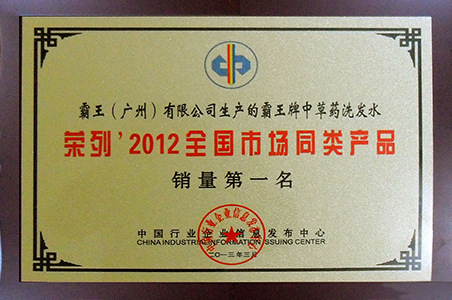 霸王（广州）有限公司生产的霸王牌中草药洗发水
荣列’2012全国市场同类产品
销量第一名
中国行业企业信息发布中心
CHINA INDUSTRIAL INFORMATION ISSUING CENTER
二〇一三年三月